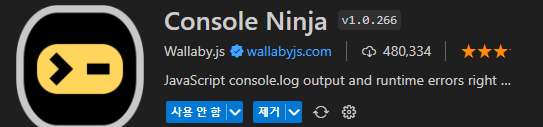 Console Ninja v1.0.266
Wallaby.js wallabyjs.com 480,334
JavaScript console.log output and runtime errors right ...
사용 안 함 제거